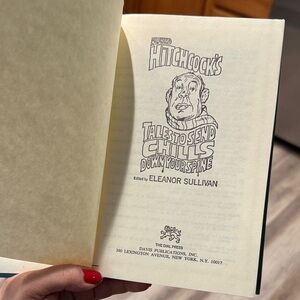 ALFRED
HITCHCOCK'S
TALES TO SEND
CHILLS
DOWN YOUR SPINE
Edited by ELEANOR SULLIVAN
THE DIAL PRESS
DAVIS PUBLICATIONS, INC.
380 LEXINGTON AVENUE, NEW YORK, N.Y. 10017